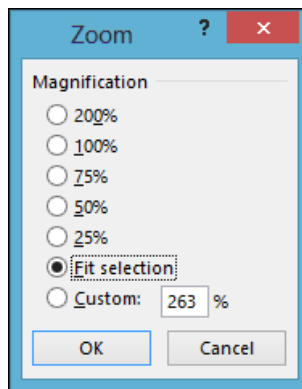 Zoom ? ×
Magnification
200%
100%
75%
50%
25%
Fit selection
Custom: 263 %
OK Cancel